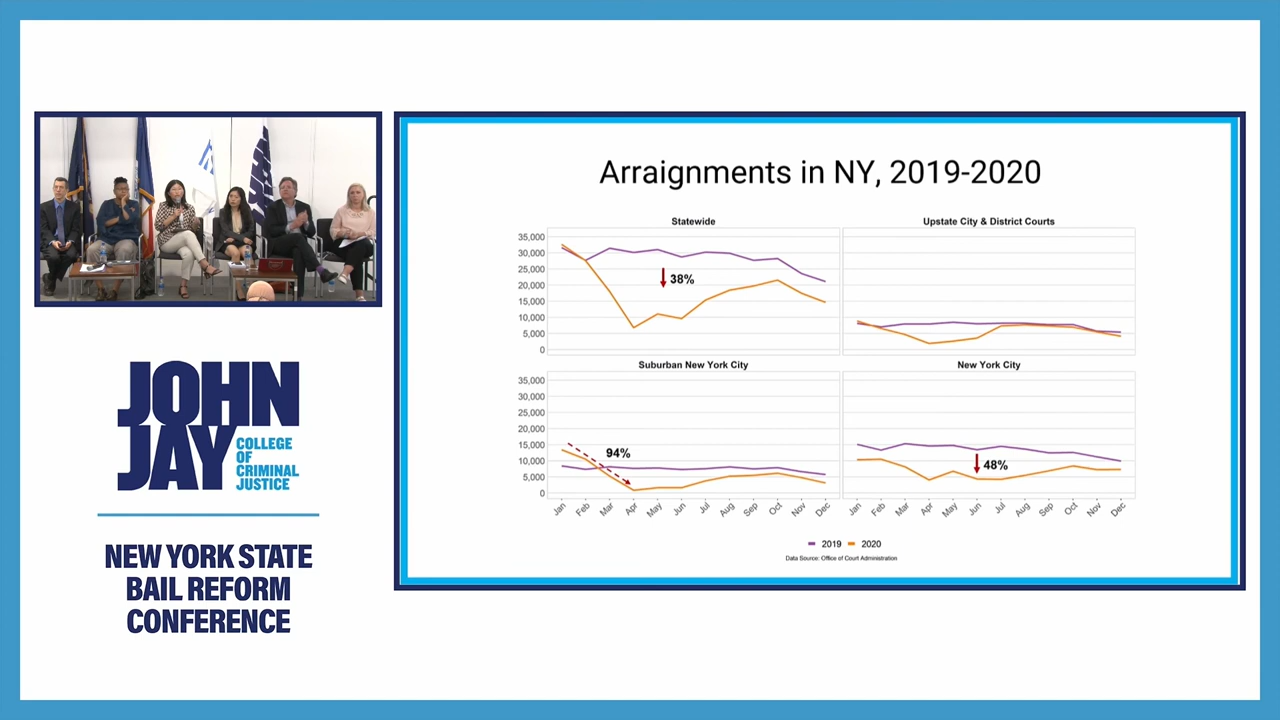 Arraignments in NY, 2019-2020
Statewide
Upstate City & District Courts
35,000
30,000
25,000
20,000
15,000
10,000
5,000
0
38%
Suburban New York City
New York City
35,000
30,000
25,000
20,000
15,000
10,000
5,000
0
94%
48%
Jan Feb Mar Apr May Jun Jul Aug Sep Oct Nov Dec
Jan Feb Mar Apr May Jun Jul Aug Sep Oct Nov Dec
2019 2020
Data Source: Office of Court Administration
JOHN
JAY
COLLEGE
OF
CRIMINAL
JUSTICE
NEW YORK STATE
BAIL REFORM
CONFERENCE